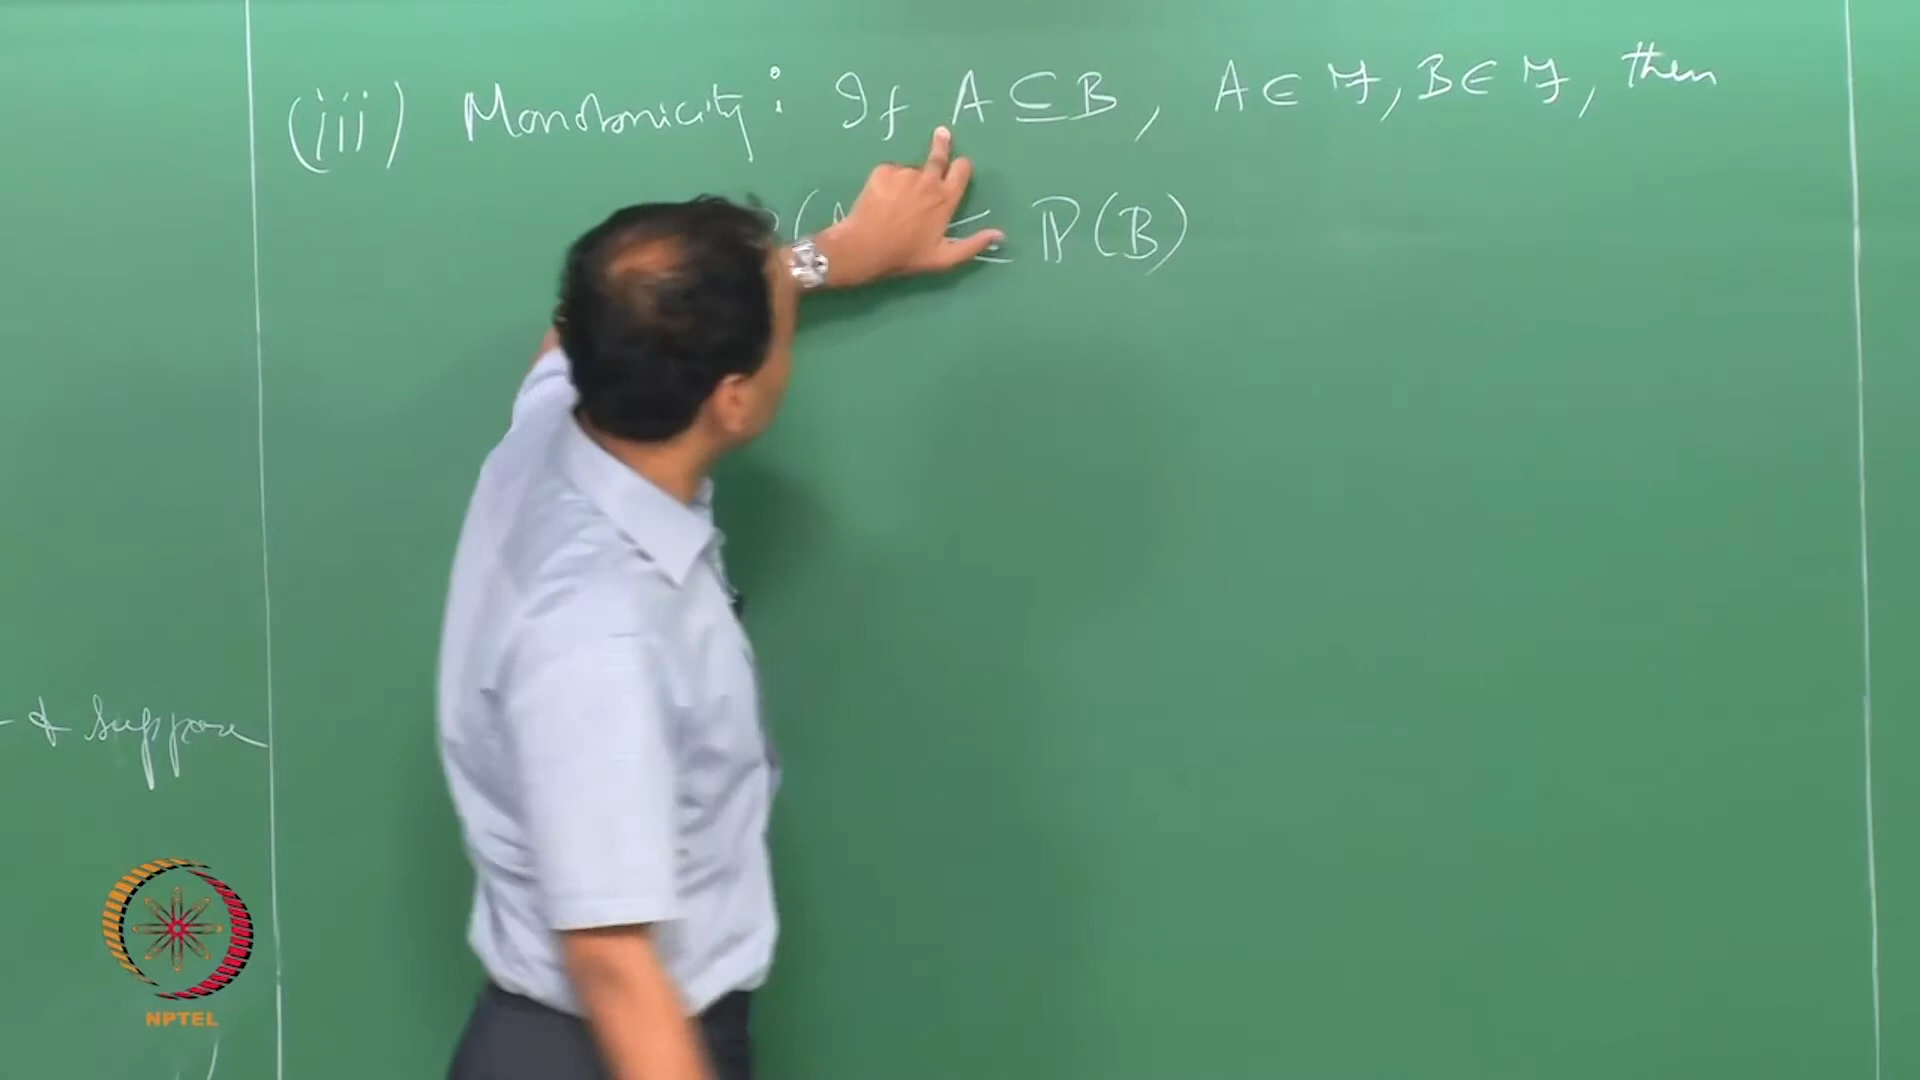 (iii) Monotonicity: If A ⊆ B, A ∈ ℱ, B ∈ ℱ, then
ℙ(A) ≤ ℙ(B)
& Suppose
NPTEL